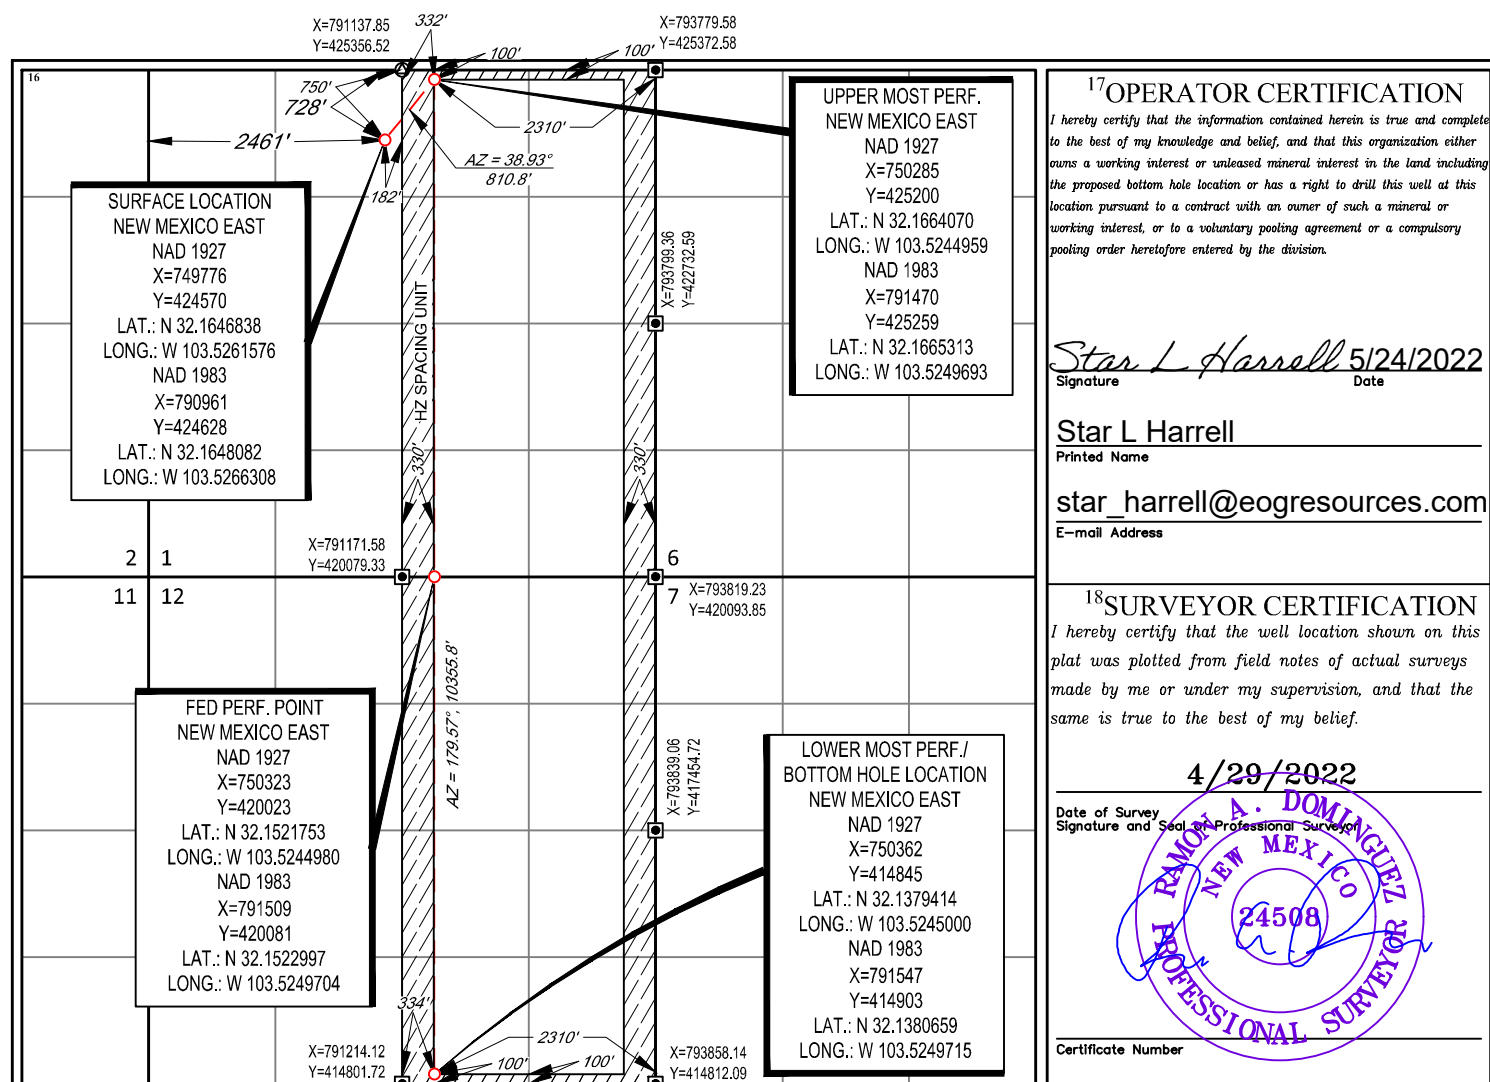 X=791137.85
Y=425356.52
332'
X=793779.58
Y=425372.58
100'
100'
16
750'
728'
2461'
2310'
AZ = 38.93°
810.8'
182'
SURFACE LOCATION
NEW MEXICO EAST
NAD 1927
X=749776
Y=424570
LAT.: N 32.1646838
LONG.: W 103.5261576
NAD 1983
X=790961
Y=424628
LAT.: N 32.1648082
LONG.: W 103.5266308
UPPER MOST PERF.
NEW MEXICO EAST
NAD 1927
X=750285
Y=425200
LAT.: N 32.1664070
LONG.: W 103.5244959
NAD 1983
X=791470
Y=425259
LAT.: N 32.1665313
LONG.: W 103.5249693
X=793799.36
Y=422732.59
HZ SPACING UNIT
330'
330'
X=791171.58
Y=420079.33
2 1
11 12
6
7
X=793819.23
Y=420093.85
FED PERF. POINT
NEW MEXICO EAST
NAD 1927
X=750323
Y=420023
LAT.: N 32.1521753
LONG.: W 103.5244980
NAD 1983
X=791509
Y=420081
LAT.: N 32.1522997
LONG.: W 103.5249704
AZ = 179.57°, 10355.8'
X=793839.06
Y=417454.72
LOWER MOST PERF./
BOTTOM HOLE LOCATION
NEW MEXICO EAST
NAD 1927
X=750362
Y=414845
LAT.: N 32.1379414
LONG.: W 103.5245000
NAD 1983
X=791547
Y=414903
LAT.: N 32.1380659
LONG.: W 103.5249715
334'
2310'
100'
100'
X=791214.12
Y=414801.72
X=793858.14
Y=414812.09
17 OPERATOR CERTIFICATION
I hereby certify that the information contained herein is true and complete
to the best of my knowledge and belief, and that this organization either
owns a working interest or unleased mineral interest in the land including
the proposed bottom hole location or has a right to drill this well at this
location pursuant to a contract with an owner of such a mineral or
working interest, or to a voluntary pooling agreement or a compulsory
pooling order heretofore entered by the division.
Star L Harrell 5/24/2022
Signature Date
Star L Harrell
Printed Name
star_harrell@eogresources.com
E-mail Address
18 SURVEYOR CERTIFICATION
I hereby certify that the well location shown on this
plat was plotted from field notes of actual surveys
made by me or under my supervision, and that the
same is true to the best of my belief.
4/29/2022
Date of Survey
Signature and Seal of Professional Surveyor
RAMON A. DOMINGUEZ
NEW MEXICO
24508
PROFESSIONAL SURVEYOR
Certificate Number